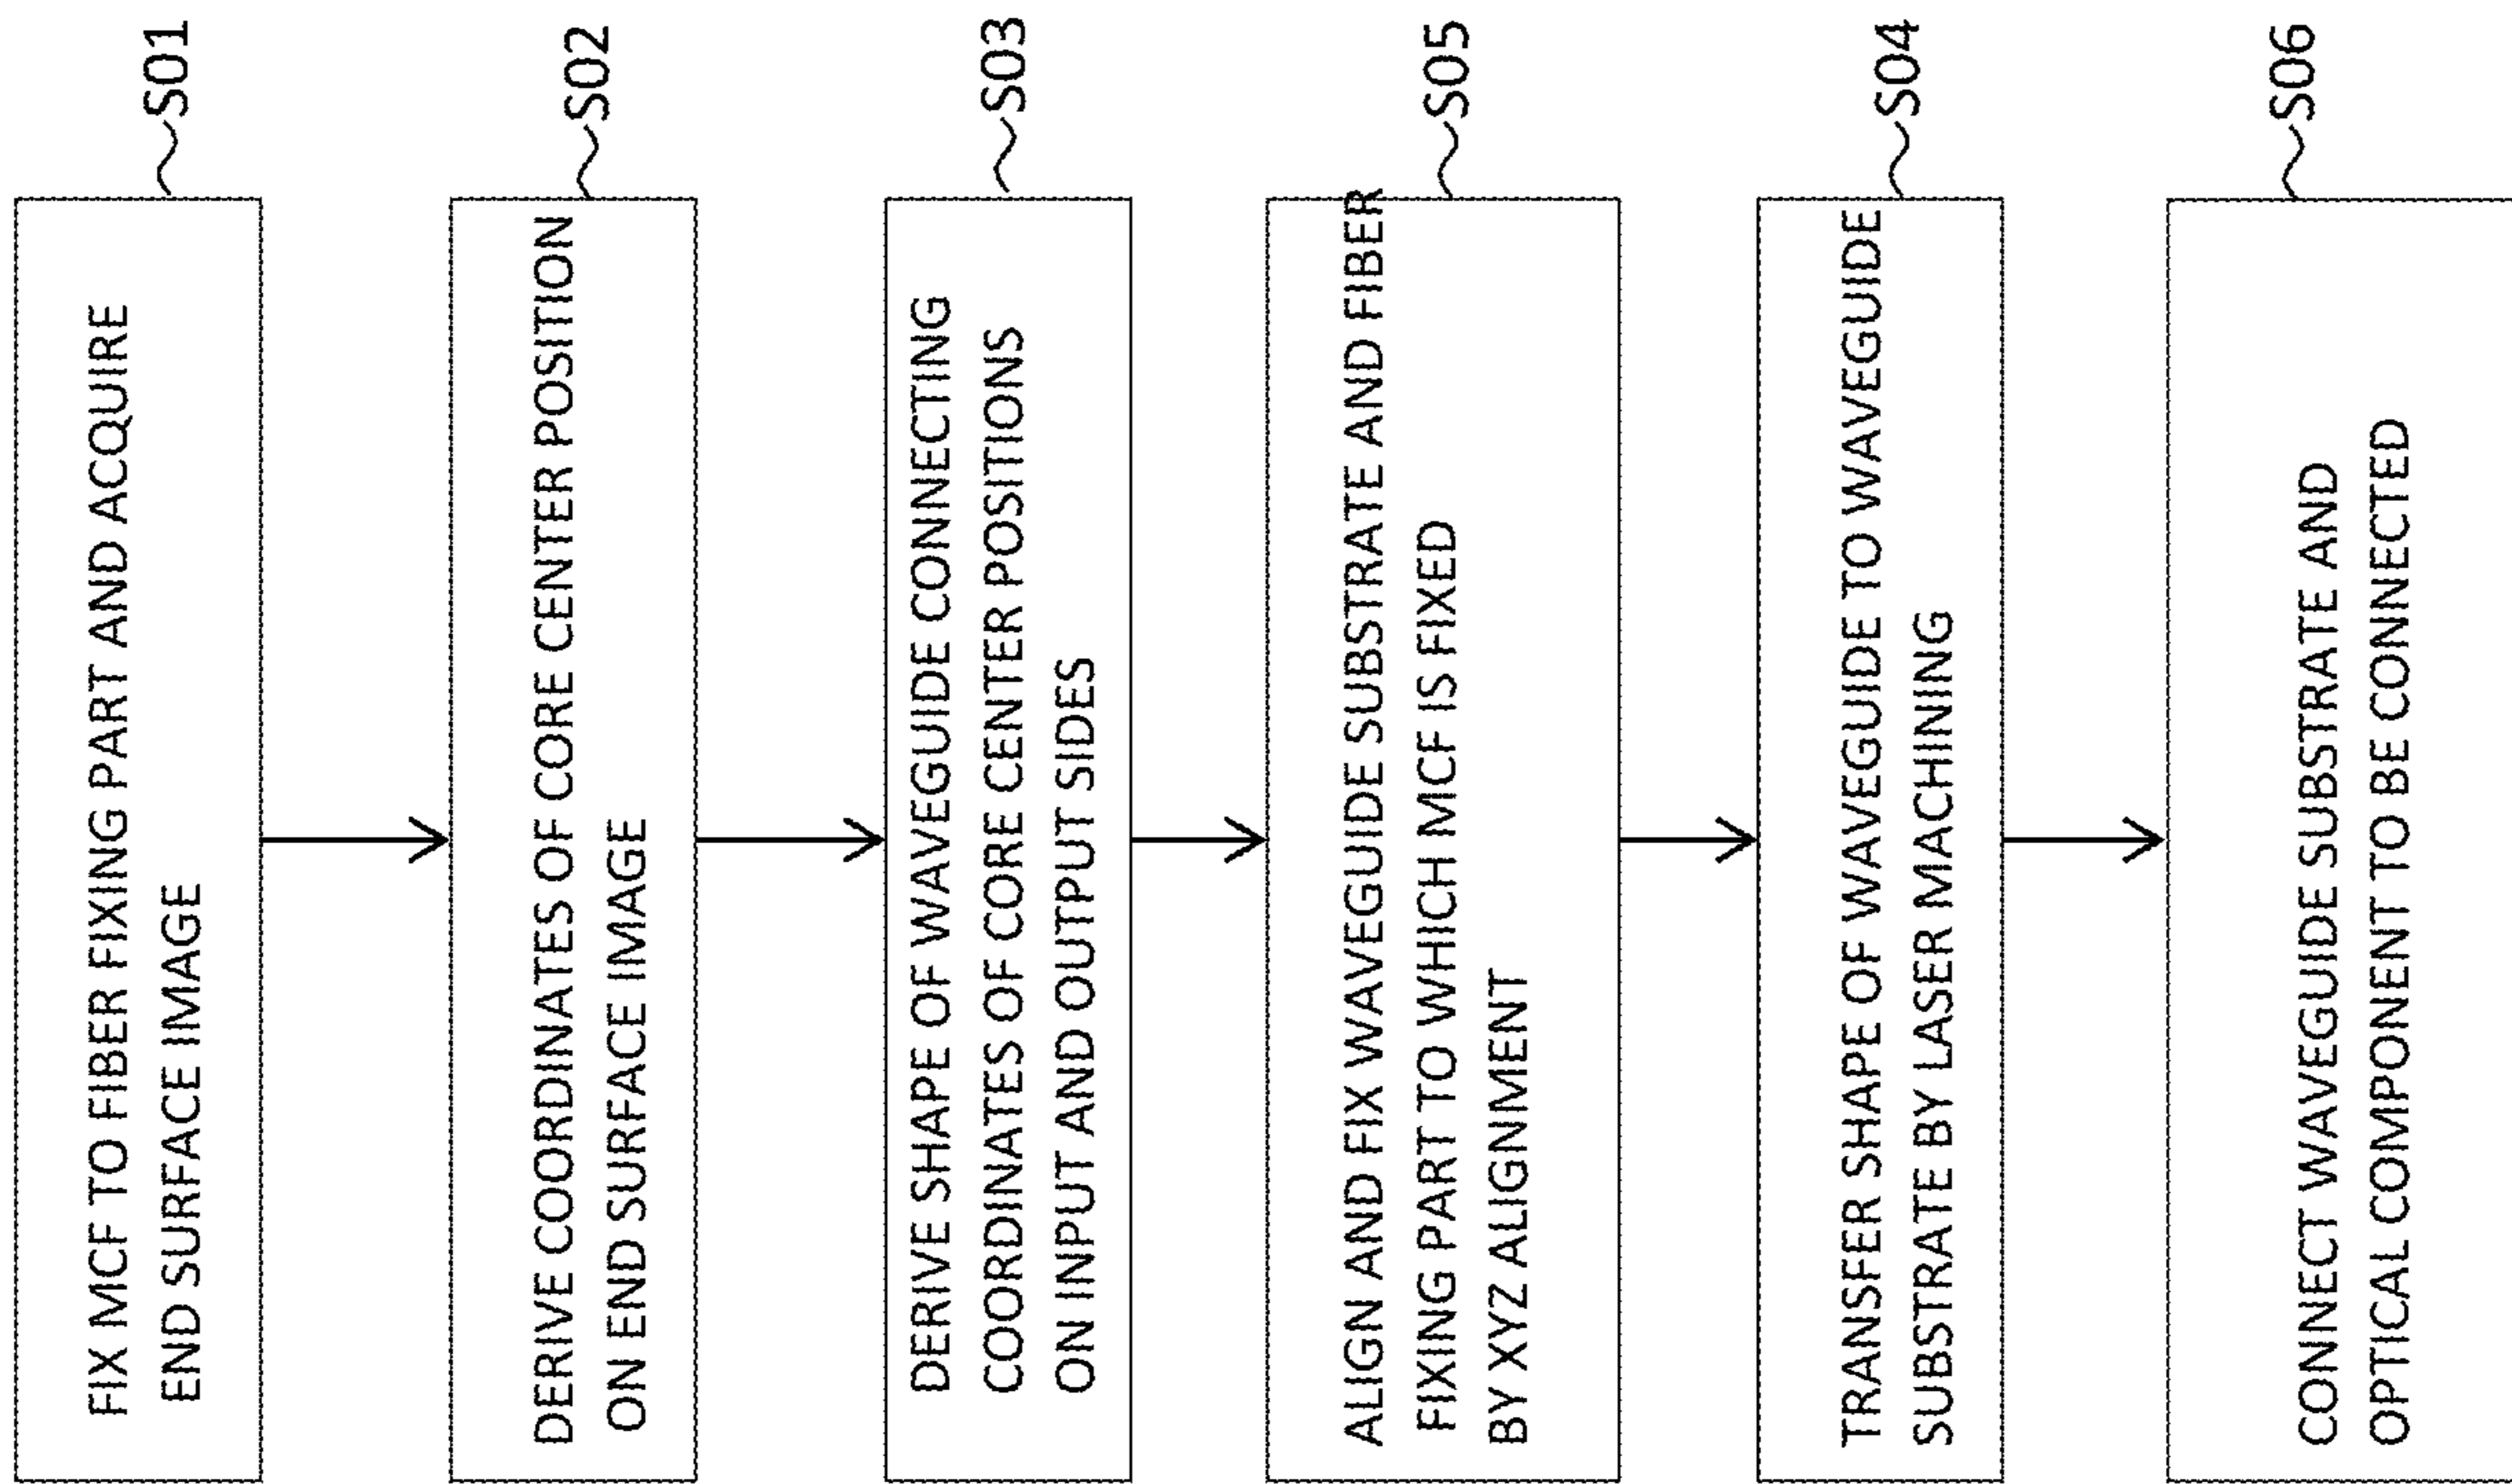 FIX MCF TO FIBER FIXING PART AND ACQUIRE
END SURFACE IMAGE
S01
DERIVE COORDINATES OF CORE CENTER POSITION
ON END SURFACE IMAGE
S02
DERIVE SHAPE OF WAVEGUIDE CONNECTING
COORDINATES OF CORE CENTER POSITIONS
ON INPUT AND OUTPUT SIDES
S03
ALIGN AND FIX WAVEGUIDE SUBSTRATE AND FIBER
FIXING PART TO WHICH MCF IS FIXED
BY XYZ ALIGNMENT
S05
TRANSFER SHAPE OF WAVEGUIDE TO WAVEGUIDE
SUBSTRATE BY LASER MACHINING
S04
CONNECT WAVEGUIDE SUBSTRATE AND
OPTICAL COMPONENT TO BE CONNECTED
S06